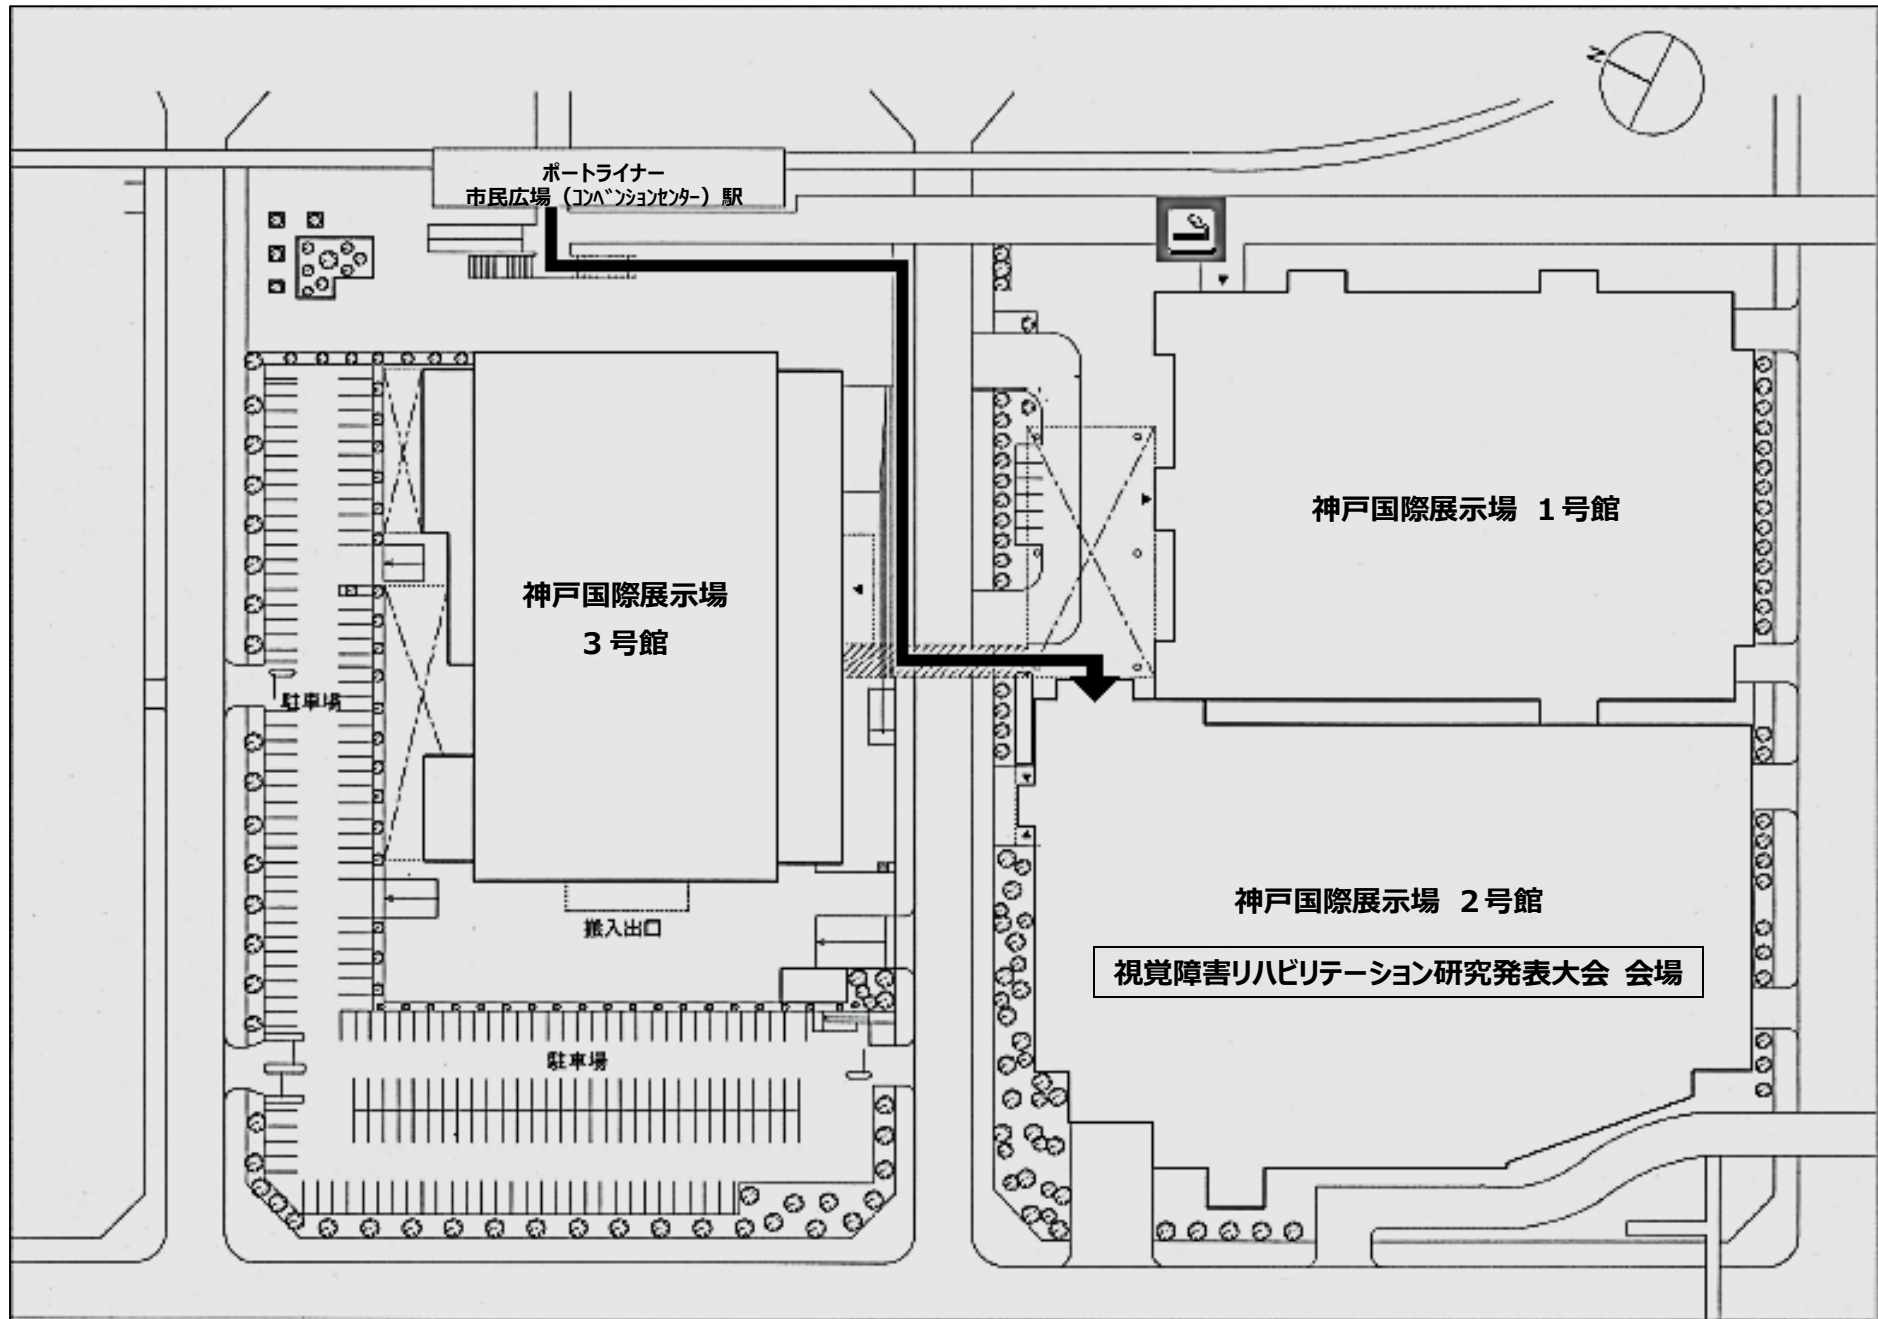 N
ポートライナー
市民広場（ｺﾝﾍﾞﾝｼｮﾝｾﾝﾀｰ）駅
神戸国際展示場 １号館
神戸国際展示場
３号館
駐車場
神戸国際展示場 ２号館
搬入出口
視覚障害リハビリテーション研究発表大会 会場
駐車場